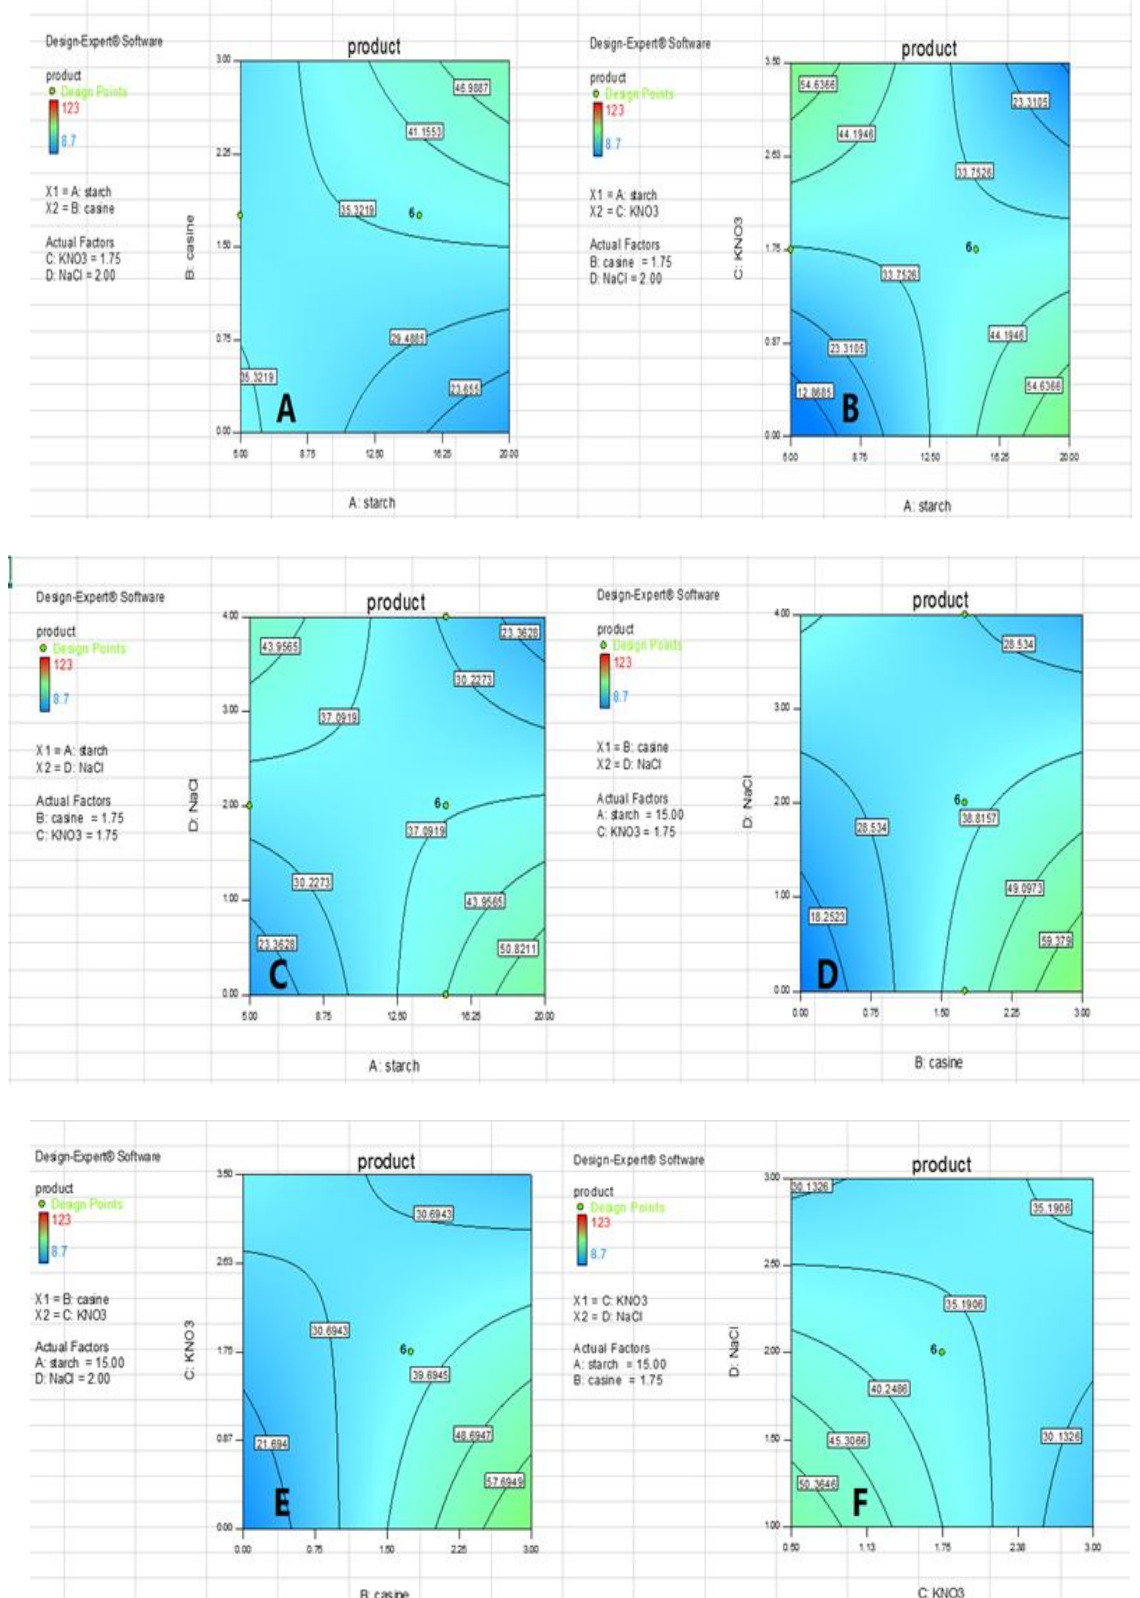 Design-Expert® Software
product
product
Design Points
123
8.7
X1 = A: starch
X2 = B: casine
Actual Factors
C: KNO3 = 1.75
D: NaCl = 2.00
B: casine
3.00
2.25
1.50
0.75
0.00
46.9887
41.1553
35.3219
6
29.4885
35.3219
23.655
A
5.00
8.75
12.50
16.25
20.00
A: starch
Design-Expert® Software
product
product
Design Points
123
8.7
X1 = A: starch
X2 = C: KNO3
Actual Factors
B: casine = 1.75
D: NaCl = 2.00
C: KNO3
3.50
2.63
1.75
0.87
0.00
54.6366
23.3105
44.1946
33.7526
6
33.7526
44.1946
23.3105
54.6366
12.8685
B
5.00
8.75
12.50
16.25
20.00
A: starch
Design-Expert® Software
product
product
Design Points
123
8.7
X1 = A: starch
X2 = D: NaCl
Actual Factors
B: casine = 1.75
C: KNO3 = 1.75
D: NaCl
4.00
3.00
2.00
1.00
0.00
23.3628
43.9565
30.2273
37.0919
6
37.0919
30.2273
43.9565
23.3628
50.8211
C
5.00
8.75
12.50
16.25
20.00
A: starch
Design-Expert® Software
product
product
Design Points
123
8.7
X1 = B: casine
X2 = D: NaCl
Actual Factors
A: starch = 15.00
C: KNO3 = 1.75
D: NaCl
4.00
3.00
2.00
1.00
0.00
28.534
6
38.8157
28.534
49.0973
18.2523
59.379
D
0.00
0.75
1.50
2.25
3.00
B: casine
Design-Expert® Software
product
product
Design Points
123
8.7
X1 = B: casine
X2 = C: KNO3
Actual Factors
A: starch = 15.00
D: NaCl = 2.00
C: KNO3
3.50
2.63
1.75
0.87
0.00
30.6943
30.6943
6
39.6945
48.6947
21.694
57.6949
E
0.00
0.75
1.50
2.25
3.00
B: casine
Design-Expert® Software
product
product
Design Points
123
8.7
X1 = C: KNO3
X2 = D: NaCl
Actual Factors
A: starch = 15.00
B: casine = 1.75
D: NaCl
3.00
2.50
2.00
1.50
1.00
30.1326
35.1906
35.1906
6
40.2486
45.3066
30.1326
50.3646
F
0.50
1.13
1.75
2.38
3.00
C: KNO3